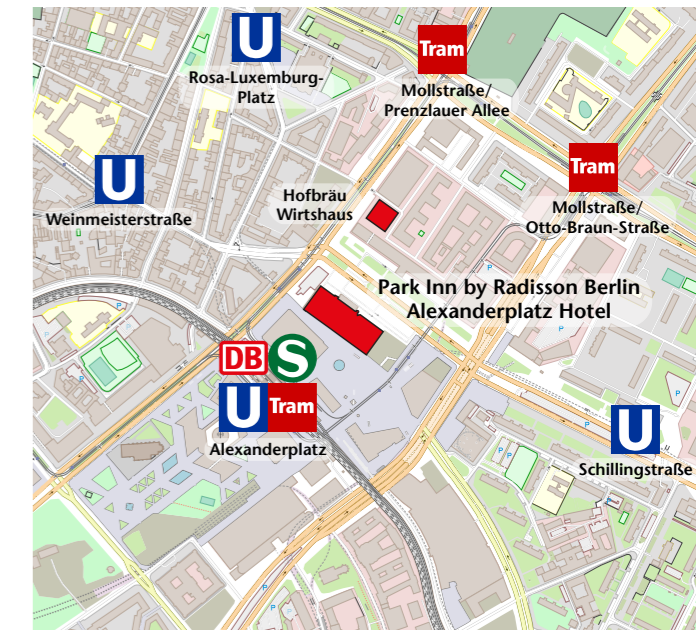 U
Rosa-Luxemburg-
Platz
Tram
Mollstraße/
Prenzlauer Allee
U
Weinmeisterstraße
Tram
Mollstraße/
Otto-Braun-Straße
Hofbräu
Wirtshaus
Park Inn by Radisson Berlin
Alexanderplatz Hotel
DB S
U Tram
Alexanderplatz
U
Schillingstraße